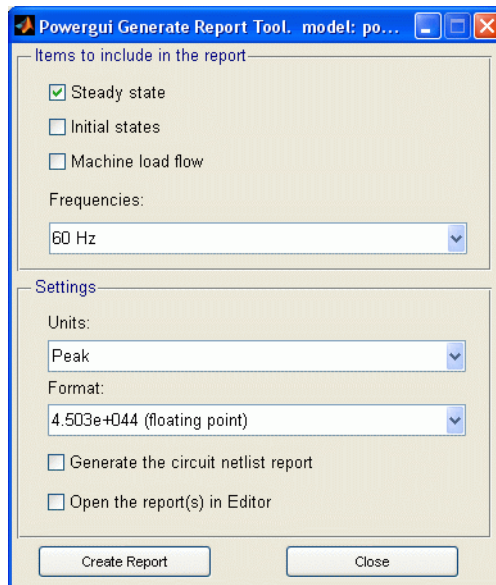 Powergui Generate Report Tool.  model: po...
Items to include in the report
Steady state
Initial states
Machine load flow
Frequencies:
60 Hz
Settings
Units:
Peak
Format:
4.503e+044 (floating point)
Generate the circuit netlist report
Open the report(s) in Editor
Create Report
Close